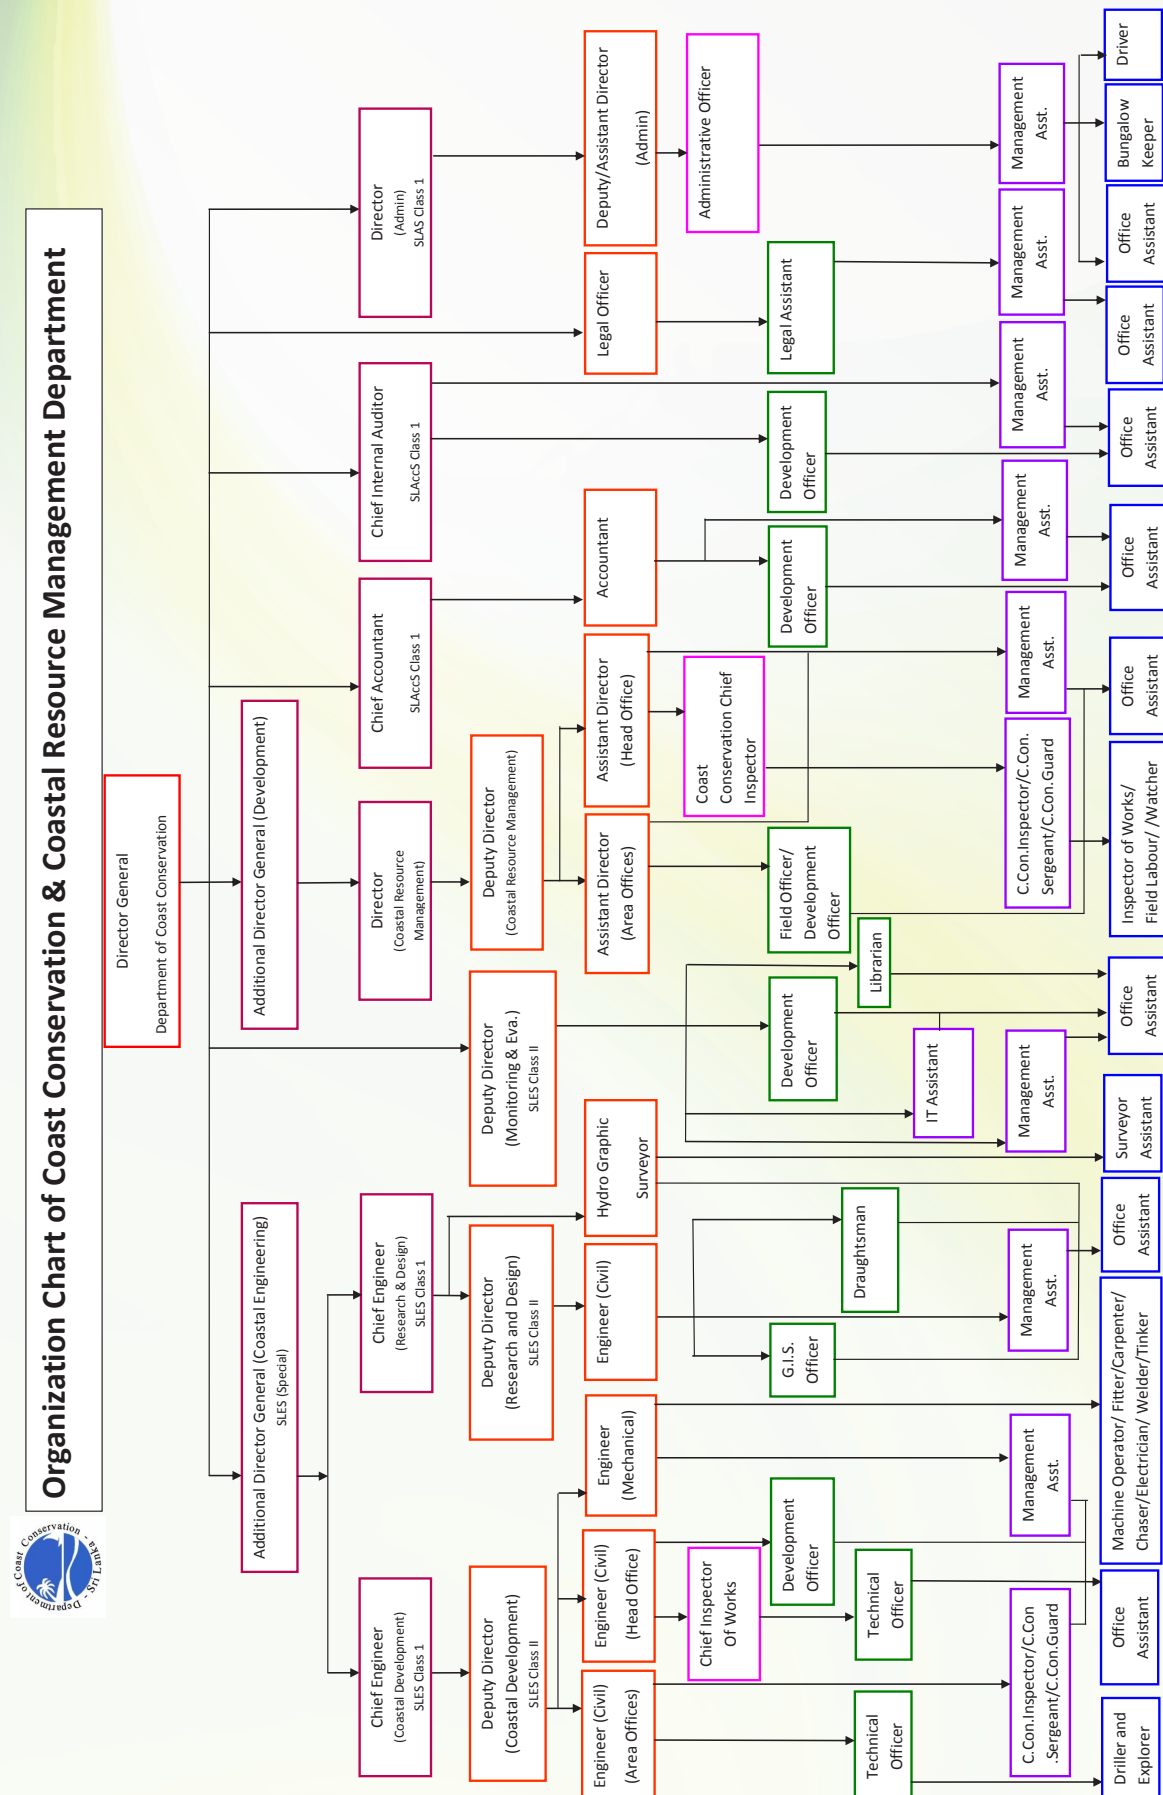 Organization Chart of Coast Conservation & Coastal Resource Management Department
Department of Coast Conservation - Sri Lanka
Director General
Department of Coast Conservation
Additional Director General (Coastal Engineering)
SLES (Special)
Additional Director General (Development)
Chief Engineer
(Coastal Development)
SLES Class 1
Chief Engineer
(Research & Design)
SLES Class 1
Director
(Coastal Resource
Management)
Chief Accountant
SLAccS Class 1
Chief Internal Auditor
SLAccS Class 1
Director
(Admin)
SLAS Class 1
Deputy Director
(Coastal Development)
SLES Class II
Deputy Director
(Research and Design)
SLES Class II
Deputy Director
(Monitoring & Eva.)
SLES Class II
Deputy Director
(Coastal Resource Management)
Engineer (Civil)
(Area Offices)
Engineer (Civil)
(Head Office)
Engineer
(Mechanical)
Engineer (Civil)
Hydro Graphic
Surveyor
Assistant Director
(Area Offices)
Assistant Director
(Head Office)
Accountant
Legal Officer
Deputy/Assistant Director
(Admin)
Chief Inspector
Of Works
Coast
Conservation Chief
Inspector
Administrative Officer
Development
Officer
G.I.S.
Officer
Development
Officer
Field Officer/
Development
Officer
Development
Officer
Development
Officer
Legal Assistant
Technical
Officer
Technical
Officer
Draughtsman
Librarian
IT Assistant
C.Con.Inspector/C.Con
.Sergeant/C.Con.Guard
Management
Asst.
Management
Asst.
Management
Asst.
C.Con.Inspector/C.Con.
Sergeant/C.Con.Guard
Management
Asst.
Management
Asst.
Management
Asst.
Management
Asst.
Management
Asst.
Driller and
Explorer
Office
Assistant
Machine Operator/ Fitter/Carpenter/
Chaser/Electrician/ Welder/Tinker
Office
Assistant
Surveyor
Assistant
Office
Assistant
Inspector of Works/
Field Labour/ /Watcher
Office
Assistant
Office
Assistant
Office
Assistant
Office
Assistant
Office
Assistant
Bungalow
Keeper
Driver